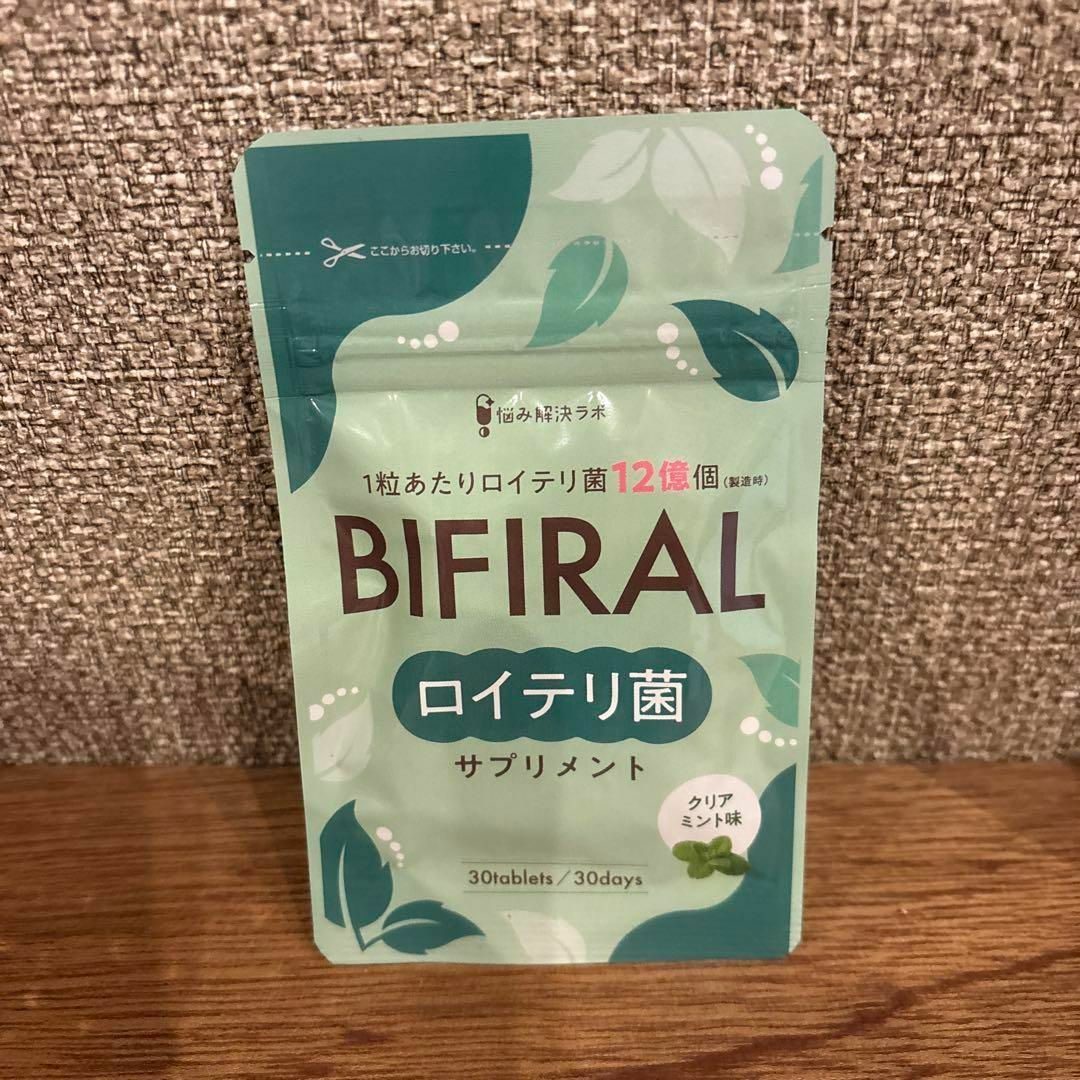 ここからお切り下さい。
悩み解決ラボ
1粒あたりロイテリ菌12億個(製造時)
BIFIRAL
ロイテリ菌
サプリメント
クリア
ミント味
30tablets/30days